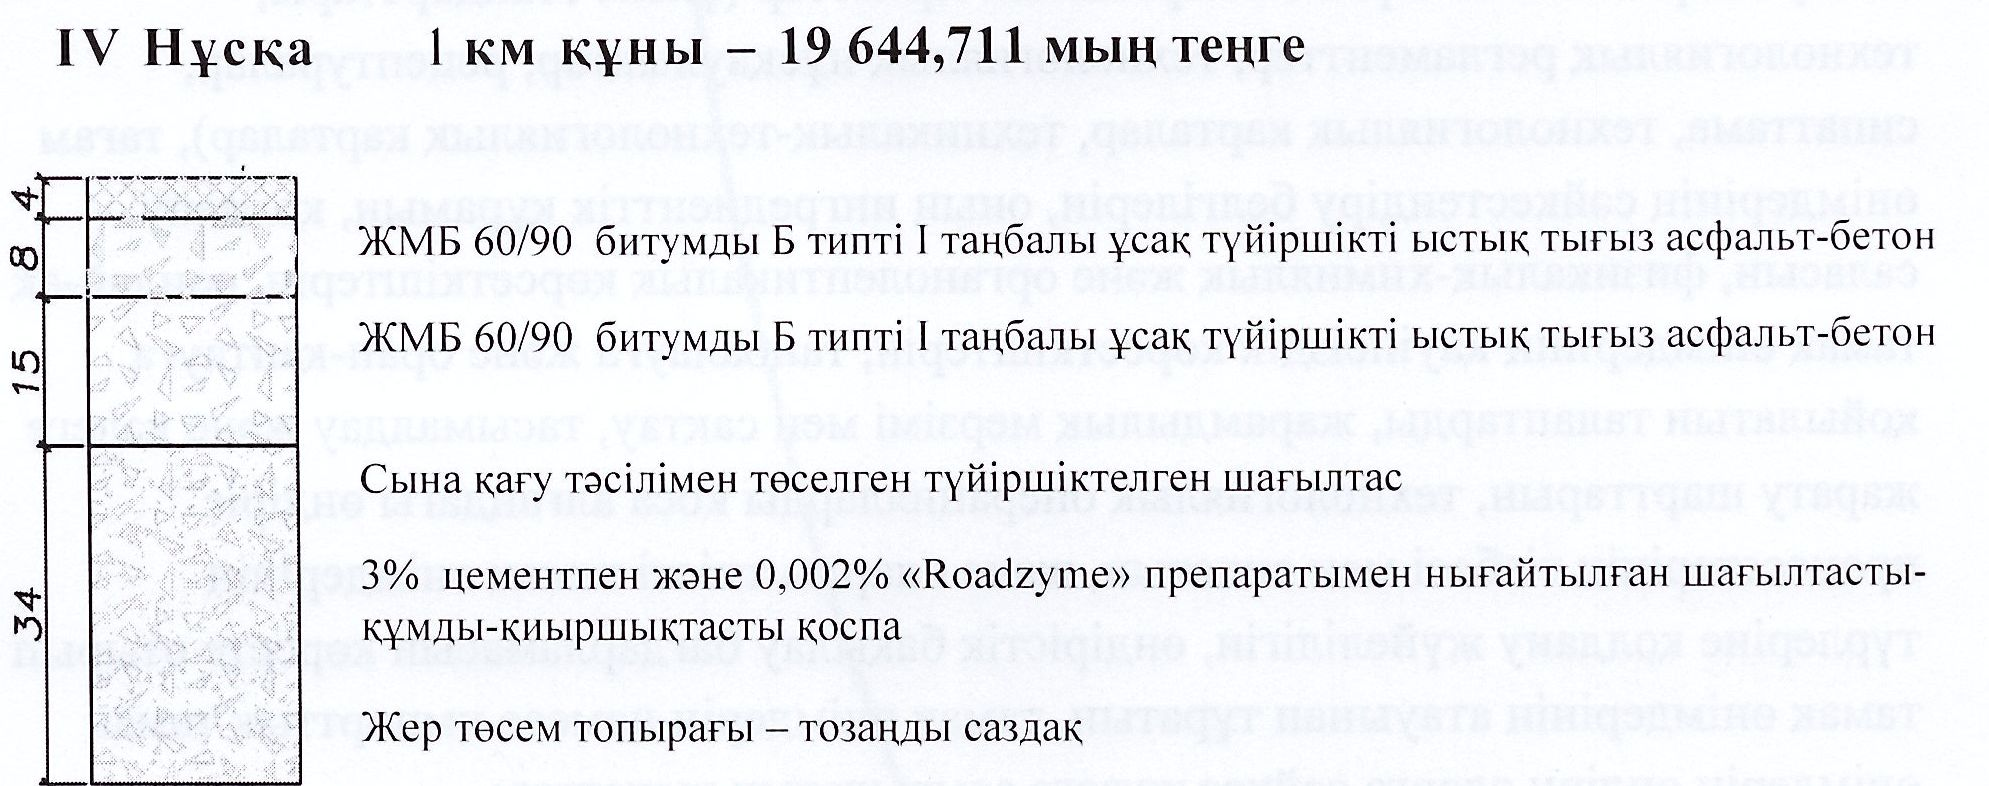 IV Нұсқа 1 км құны – 19 644,711 мың теңге
4
8
ЖМБ 60/90 битумды Б типті I таңбалы ұсақ түйіршікті ыстық тығыз асфальт-бетон
15
ЖМБ 60/90 битумды Б типті I таңбалы ұсақ түйіршікті ыстық тығыз асфальт-бетон
Сына қағу тәсілімен төселген түйіршіктелген шағылтас
34
3% цементпен және 0,002% «Roadzyme» препаратымен нығайтылған шағылтасты-
құмды-қиыршықтасты қоспа
Жер төсем топырағы – тозаңды саздақ